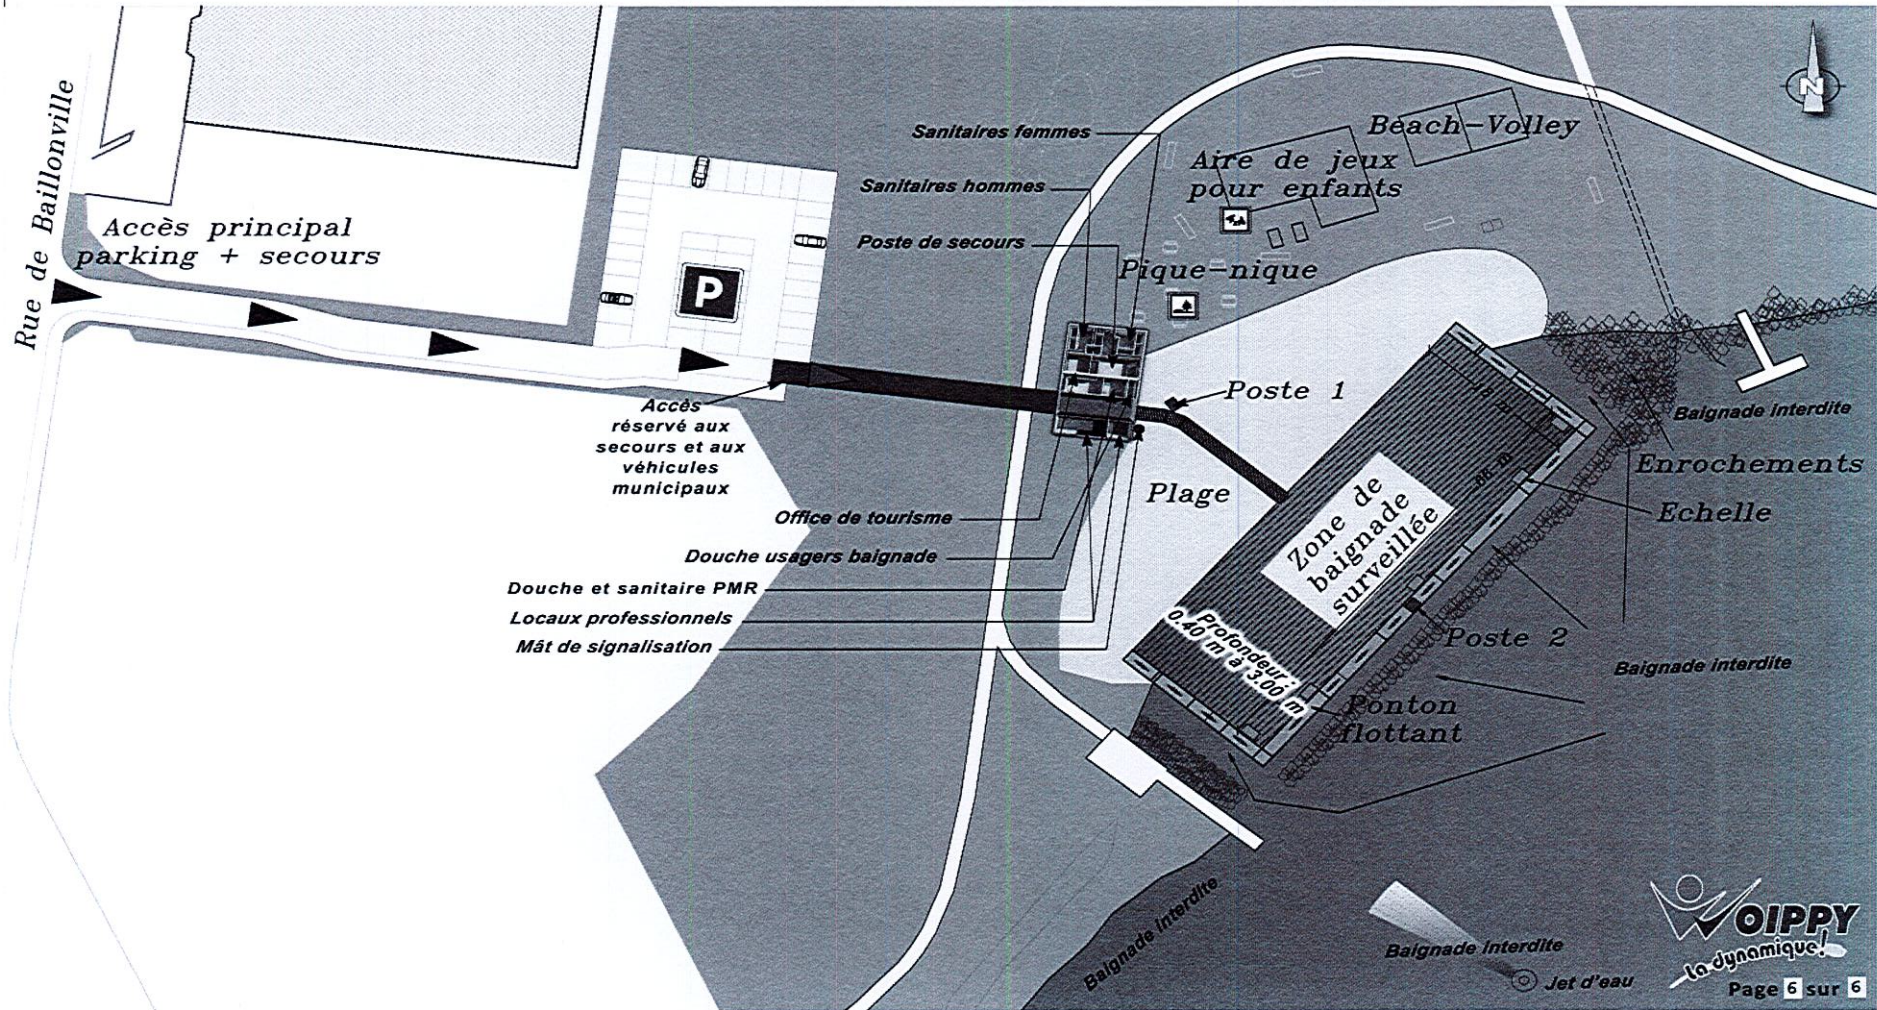 Rue de Baillonville
Accès principal
parking + secours
P
Sanitaires femmes
Sanitaires hommes
Poste de secours
Beach-Volley
Aire de jeux
pour enfants
Pique-nique
N
Accès
réservé aux
secours et aux
véhicules
municipaux
Poste 1
Plage
Baignade interdite
Enrochements
Echelle
Office de tourisme
Douche usagers baignade
Douche et sanitaire PMR
Locaux professionnels
Mât de signalisation
Zone de
baignade
surveillée
Profondeur :
0.40 m à 3.00 m
Poste 2
Baignade interdite
Ponton
flottant
Baignade interdite
Baignade interdite
Jet d'eau
WOIPPY
la dynamique!
Page 6 sur 6